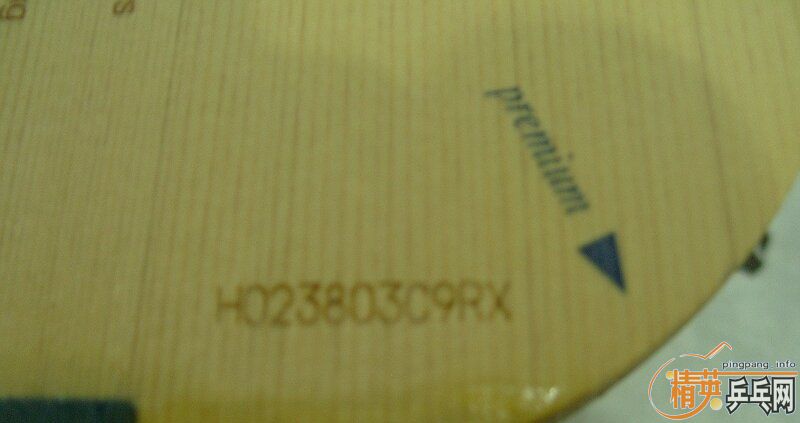 premium
H023803C9RX
pingpang.info
精英乒乓网